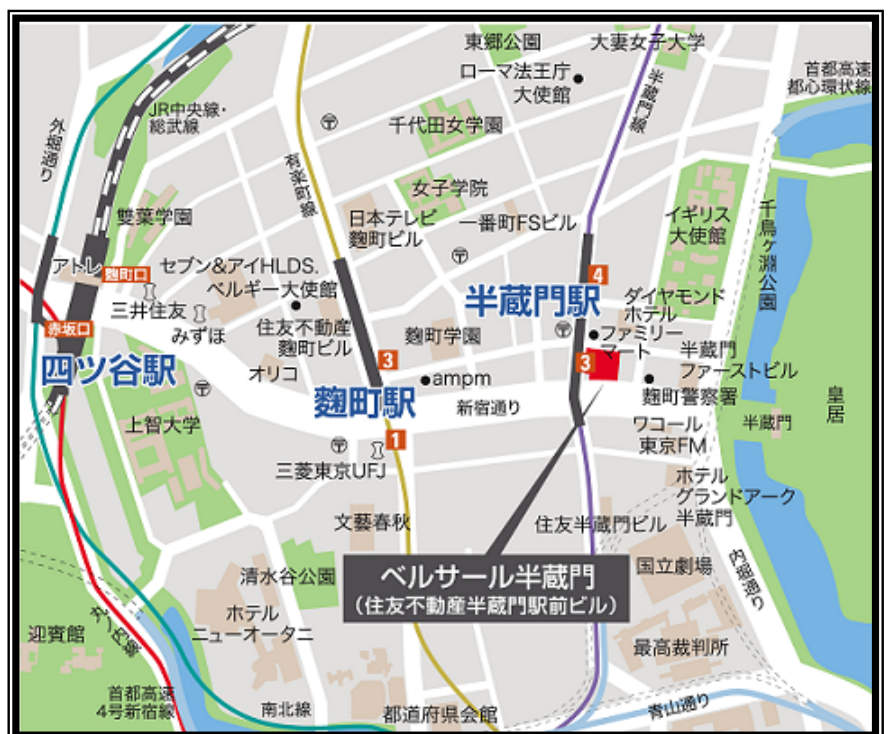 東郷公園
大妻女子大学
ローマ法王庁
大使館
首都高速
都心環状線
半蔵門線
JR中央線・
総武線
外堀通り
千代田女学園
有楽町線
女子学院
雙葉学園
日本テレビ
麹町ビル
一番町FSビル
イギリス
大使館
千鳥ヶ淵公園
アトレ
麹町口
セブン&アイHLDS.
ベルギー大使館
4
半蔵門駅
ダイヤモンド
ホテル
三井住友
みずほ
赤坂口
住友不動産
麹町ビル
麹町学園
ファミリー
マート
半蔵門
ファーストビル
四ツ谷駅
オリコ
3
ampm
3
麹町警察署
皇居
麹町駅
新宿通り
上智大学
1
ワコール
東京FM
半蔵門
三菱東京UFJ
ホテル
グランドアーク
半蔵門
文藝春秋
住友半蔵門ビル
ベルサール半蔵門
(住友不動産半蔵門駅前ビル)
国立劇場
内堀通り
清水谷公園
ホテル
ニューオータニ
迎賓館
丸ノ内線
最高裁判所
首都高速
4号新宿線
南北線
都道府県会館
青山通り